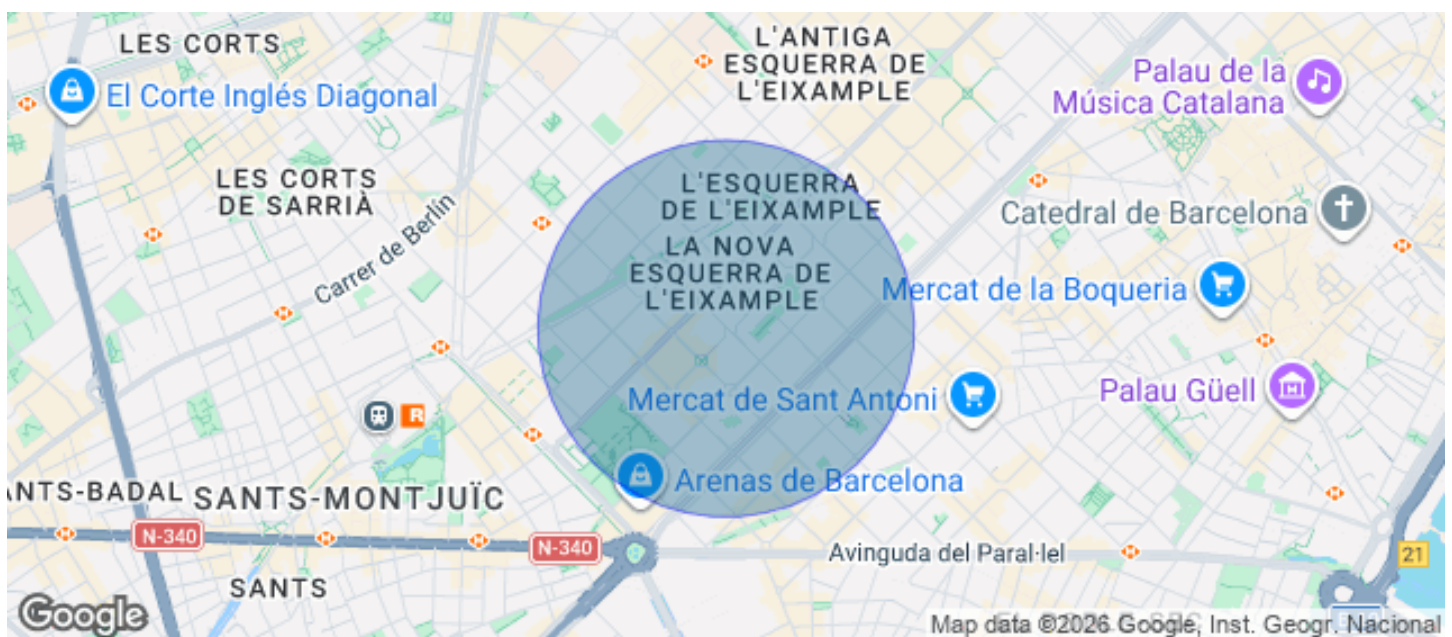 LES CORTS
L'ANTIGA
ESQUERRA DE
L'EIXAMPLE
Palau de la
Música Catalana
El Corte Inglés Diagonal
LES CORTS
DE SARRIÀ
L'ESQUERRA
DE L'EIXAMPLE
Catedral de Barcelona
Carrer de Berlín
LA NOVA
ESQUERRA DE
L'EIXAMPLE
Mercat de la Boqueria
Mercat de Sant Antoni
Palau Güell
R
Arenas de Barcelona
ANTS-BADAL
SANTS-MONTJUÏC
N-340
N-340
Avinguda del Paral·lel
21
SANTS
Google
Map data ©2026 Google, Inst. Geogr. Nacional